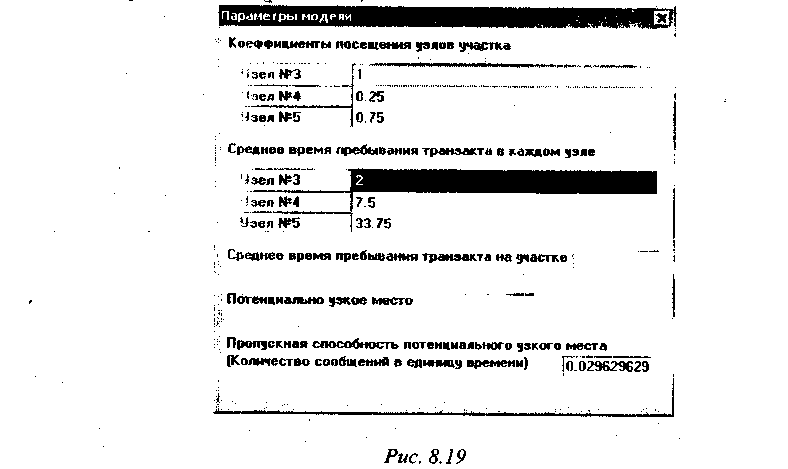 Параметры модели
Коеффициенты посещения узлов участка
Узел №3 1
Узел №4 0.25
Узел №5 0.75
Среднее время пребывания транзакта в каждом узле
Узел №3 2
Узел №4 7.5
Узел №5 33.75
Среднее время пребывания транзакта на участке
Потенциально узкое место
Пропускная способность потенциального узкого места
(Количество сообщений в единицу времени) 0.029629629
Рис. 8.19